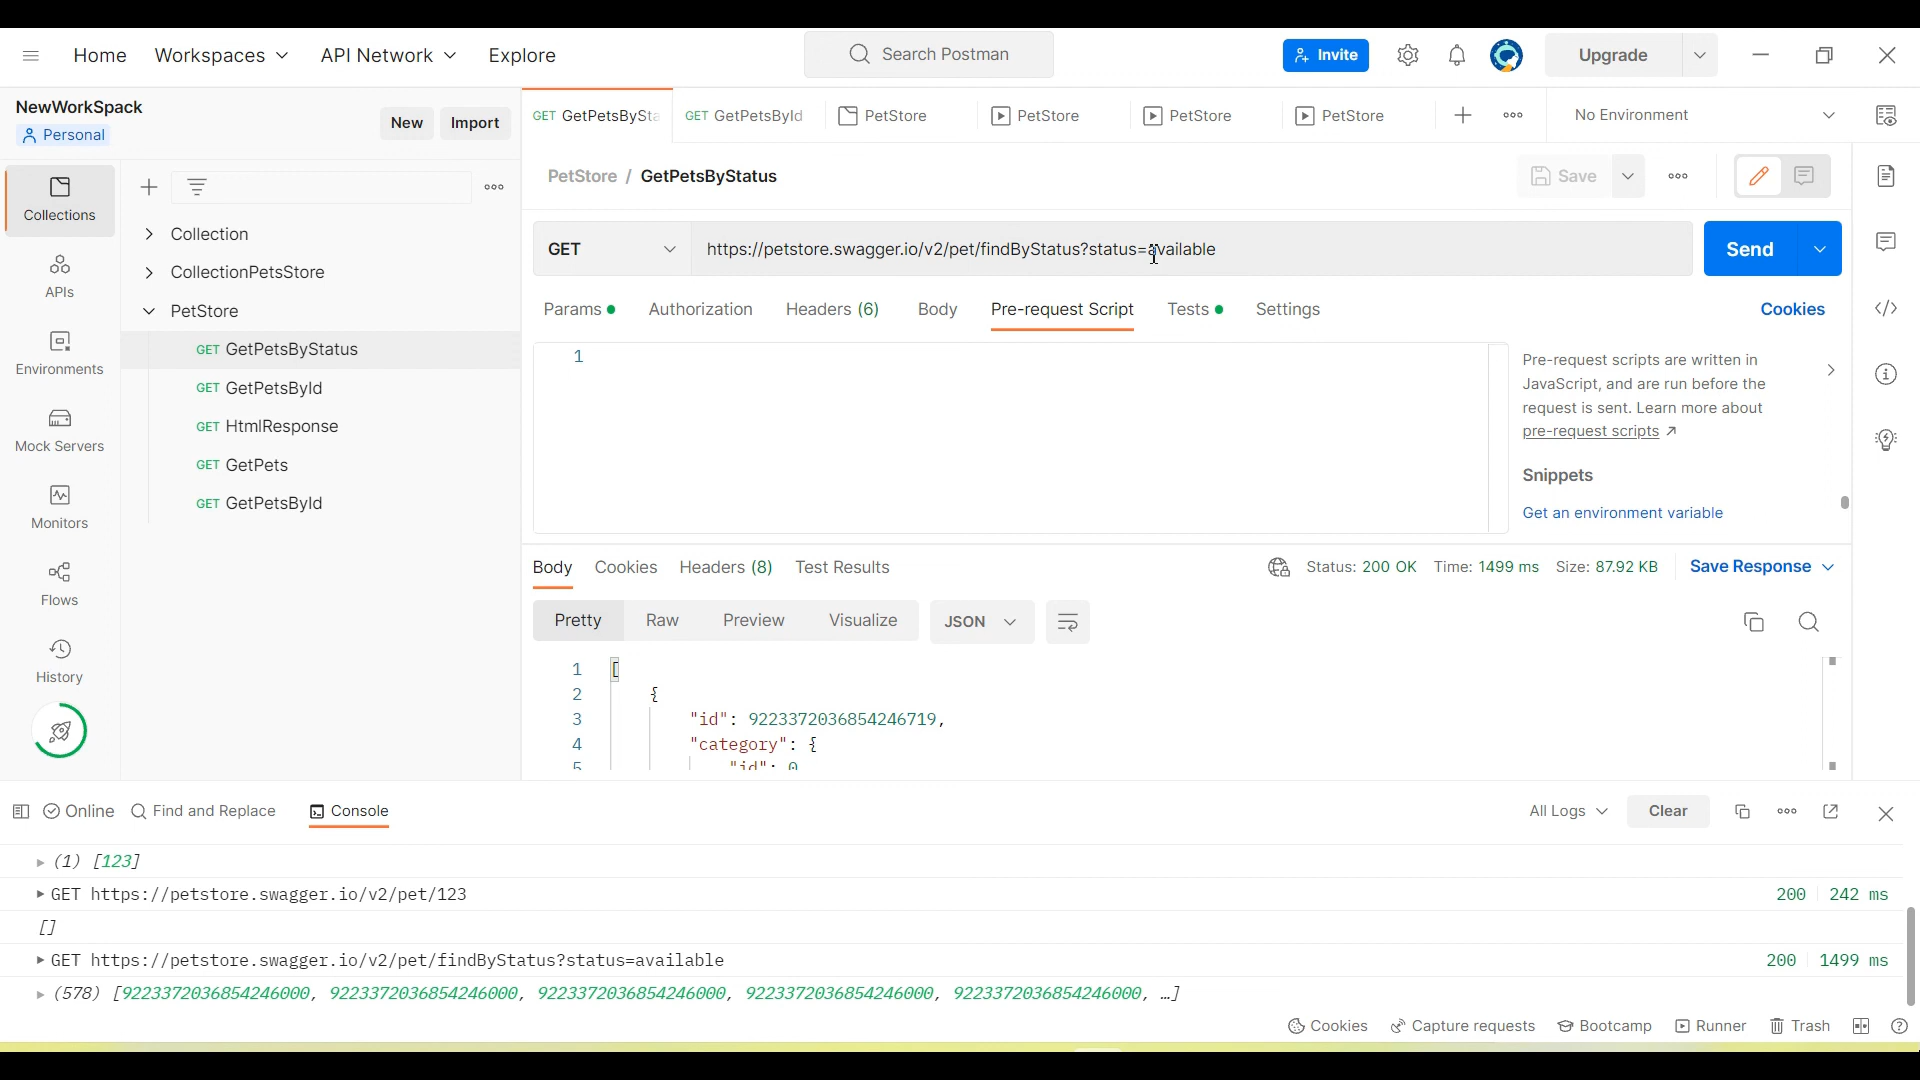 Home Workspaces API Network Explore Search Postman Invite Upgrade
NewWorkSpack
Personal
New Import
GET GetPetsBySta GET GetPetsById PetStore PetStore PetStore PetStore No Environment
PetStore / GetPetsByStatus
Save
Collections
APIs
Environments
Mock Servers
Monitors
Flows
History
Collection
CollectionPetsStore
PetStore
GET GetPetsByStatus
GET GetPetsById
GET HtmlResponse
GET GetPets
GET GetPetsById
GET https://petstore.swagger.io/v2/pet/findByStatus?status=available Send
Params Authorization Headers (6) Body Pre-request Script Tests Settings Cookies
1
Pre-request scripts are written in
JavaScript, and are run before the
request is sent. Learn more about
pre-request scripts
Snippets
Get an environment variable
Body Cookies Headers (8) Test Results Status: 200 OK Time: 1499 ms Size: 87.92 KB Save Response
Pretty Raw Preview Visualize JSON
1 [
2 {
3 "id": 9223372036854246719,
4 "category": {
5 "id": 0
Online Find and Replace Console All Logs Clear
(1) [123]
GET https://petstore.swagger.io/v2/pet/123 200 242 ms
[]
GET https://petstore.swagger.io/v2/pet/findByStatus?status=available 200 1499 ms
(578) [9223372036854246000, 9223372036854246000, 9223372036854246000, 9223372036854246000, 9223372036854246000, …]
Cookies Capture requests Bootcamp Runner Trash